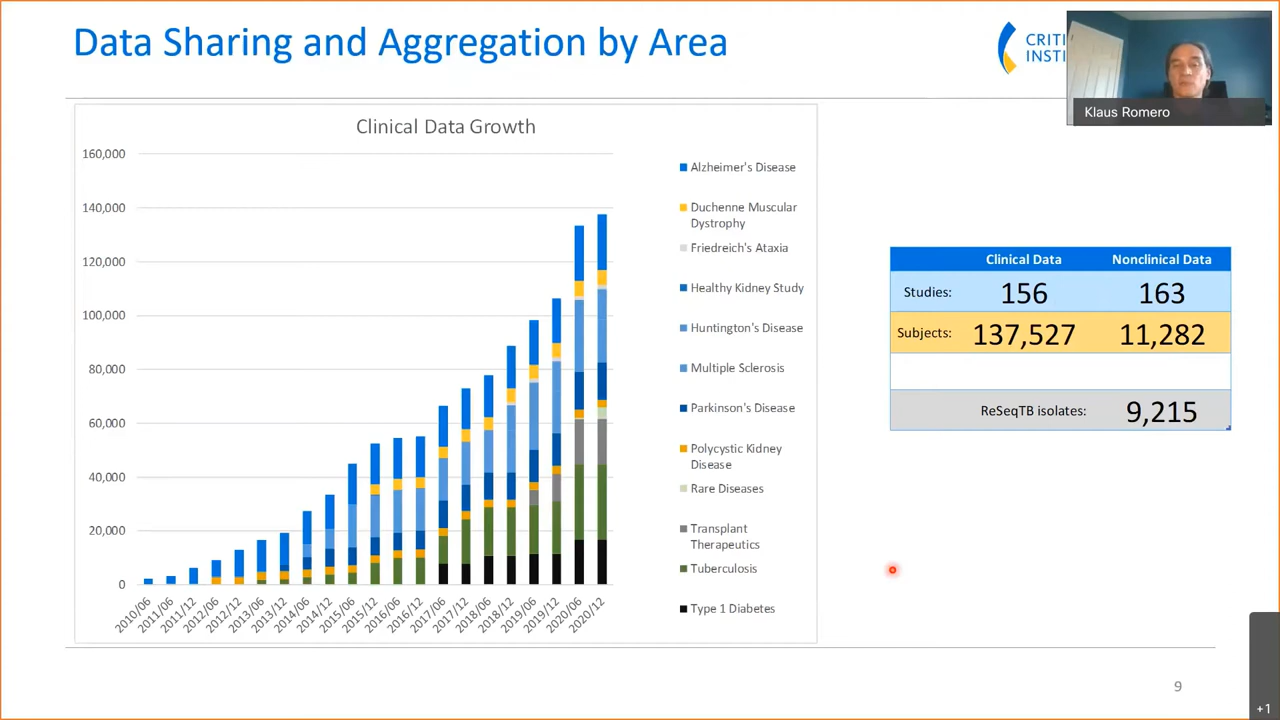 Data Sharing and Aggregation by Area
CRITI
INSTI
Klaus Romero
Clinical Data Growth
160,000
140,000
120,000
100,000
80,000
60,000
40,000
20,000
0
2010/06
2011/06
2011/12
2012/06
2012/12
2013/06
2013/12
2014/06
2014/12
2015/06
2015/12
2016/06
2016/12
2017/06
2017/12
2018/06
2018/12
2019/06
2019/12
2020/06
2020/12
Alzheimer's Disease
Duchenne Muscular
Dystrophy
Friedreich's Ataxia
Healthy Kidney Study
Huntington's Disease
Multiple Sclerosis
Parkinson's Disease
Polycystic Kidney
Disease
Rare Diseases
Transplant
Therapeutics
Tuberculosis
Type 1 Diabetes
Clinical Data Nonclinical Data
Studies: 156 163
Subjects: 137,527 11,282
ReSeqTB isolates: 9,215
9
+1